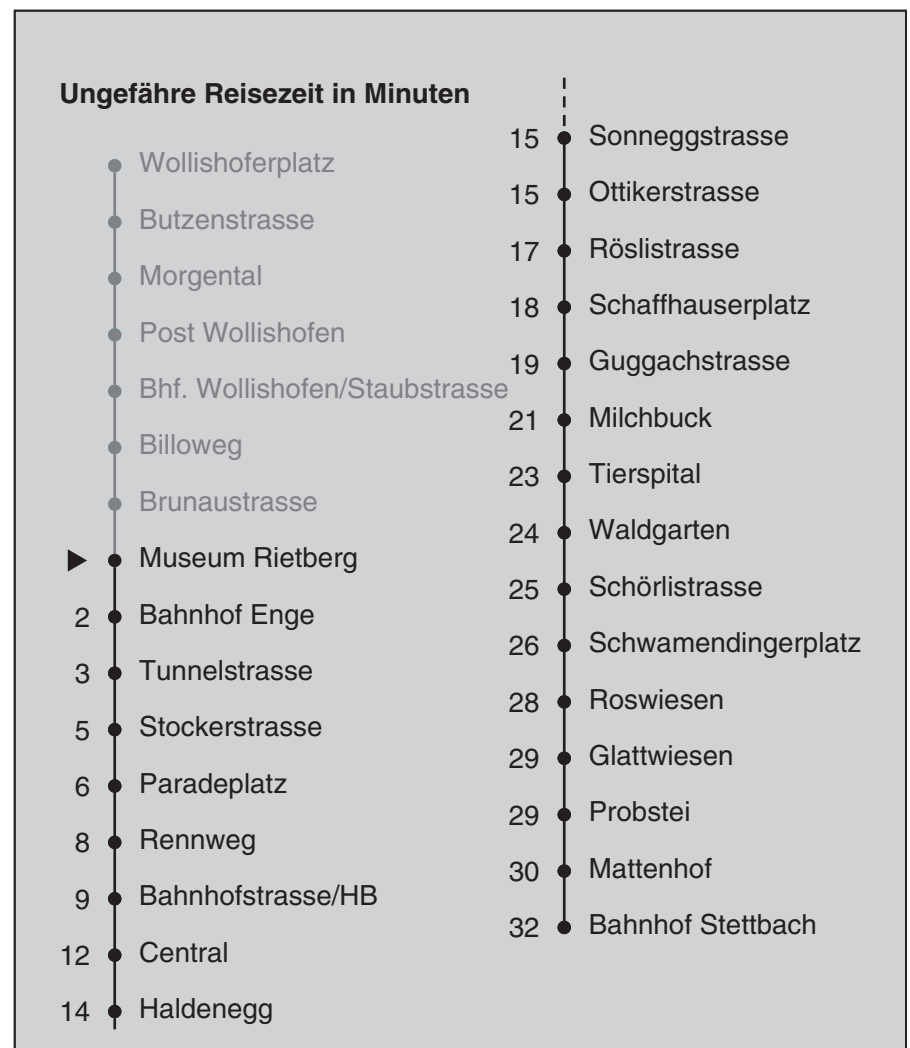 Ungefähre Reisezeit in Minuten
Wollishoferplatz
Butzenstrasse
Morgental
Post Wollishofen
Bhf. Wollishofen/Staubstrasse
Billoweg
Brunaustrasse
Museum Rietberg
2 Bahnhof Enge
3 Tunnelstrasse
5 Stockerstrasse
6 Paradeplatz
8 Rennweg
9 Bahnhofstrasse/HB
12 Central
14 Haldenegg
15 Sonneggstrasse
15 Ottikerstrasse
17 Röslistrasse
18 Schaffhauserplatz
19 Guggachstrasse
21 Milchbuck
23 Tierspital
24 Waldgarten
25 Schörlistrasse
26 Schwamendingerplatz
28 Roswiesen
29 Glattwiesen
29 Probstei
30 Mattenhof
32 Bahnhof Stettbach